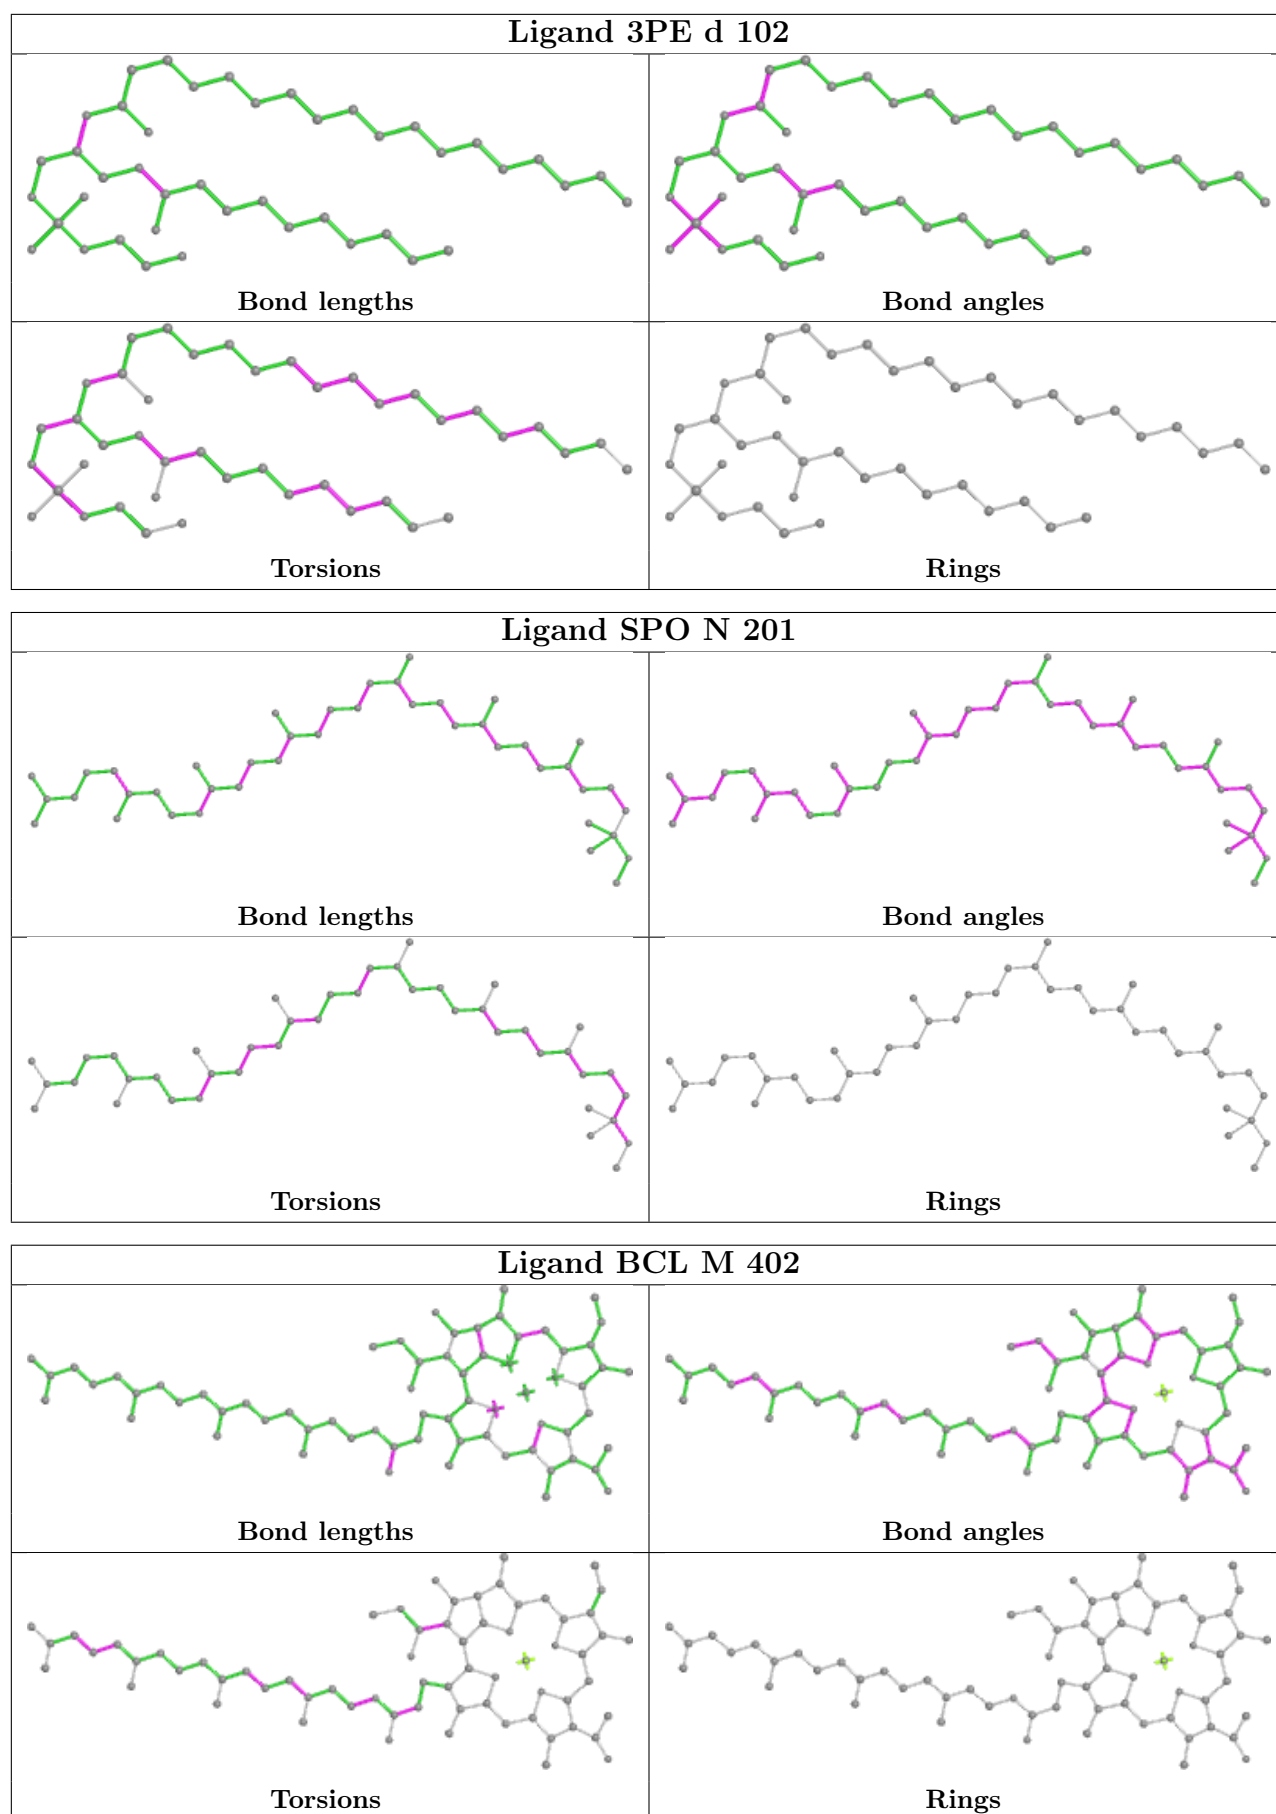 Ligand 3PE d 102
Bond lengths
Bond angles
Torsions
Rings
Ligand SPO N 201
Bond lengths
Bond angles
Torsions
Rings
Ligand BCL M 402
Bond lengths
Bond angles
Torsions
Rings